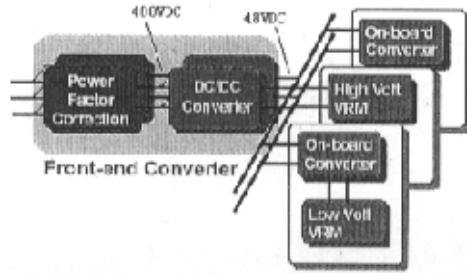 400VDC
48VDC
Power
Factor
Correction
DC/DC
Converter
Front-end Converter
On-board
Converter
High Volt
VRM
On-board
Converter
Low Volt
VRM